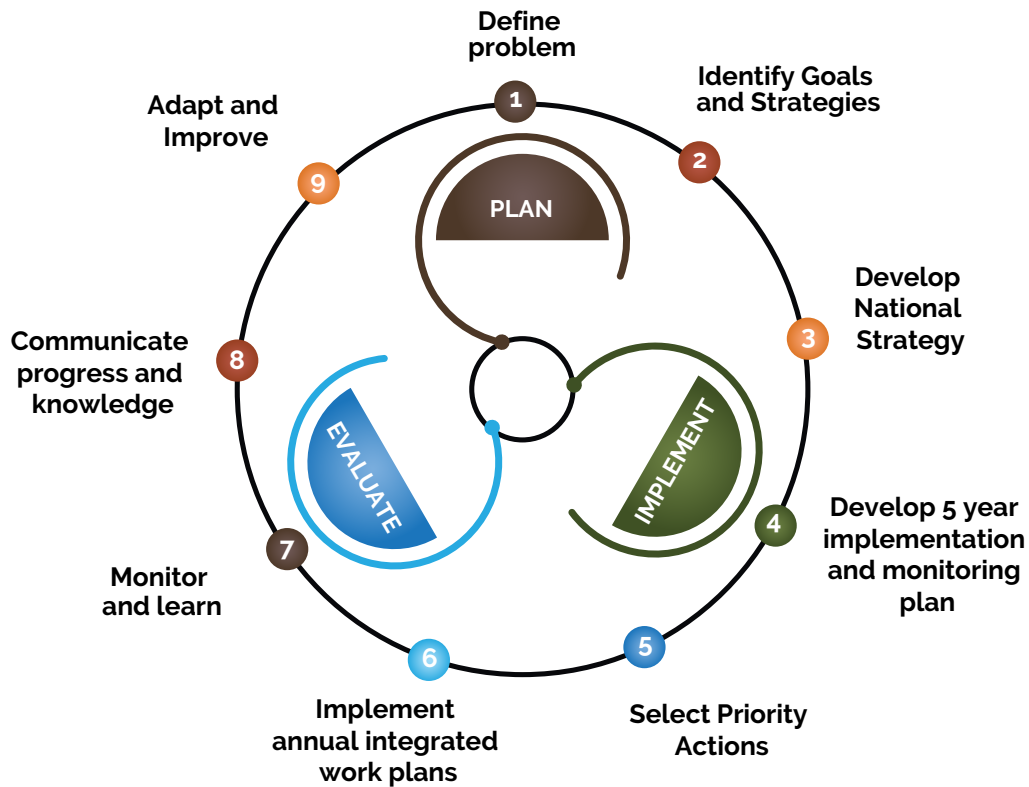 Define
problem
1
Identify Goals
and Strategies
2
Develop
National
Strategy
3
Develop 5 year
implementation
and monitoring
plan
4
Select Priority
Actions
5
Implement
annual integrated
work plans
6
Monitor
and learn
7
Communicate
progress and
knowledge
8
Adapt and
Improve
9
PLAN
IMPLEMENT
EVALUATE